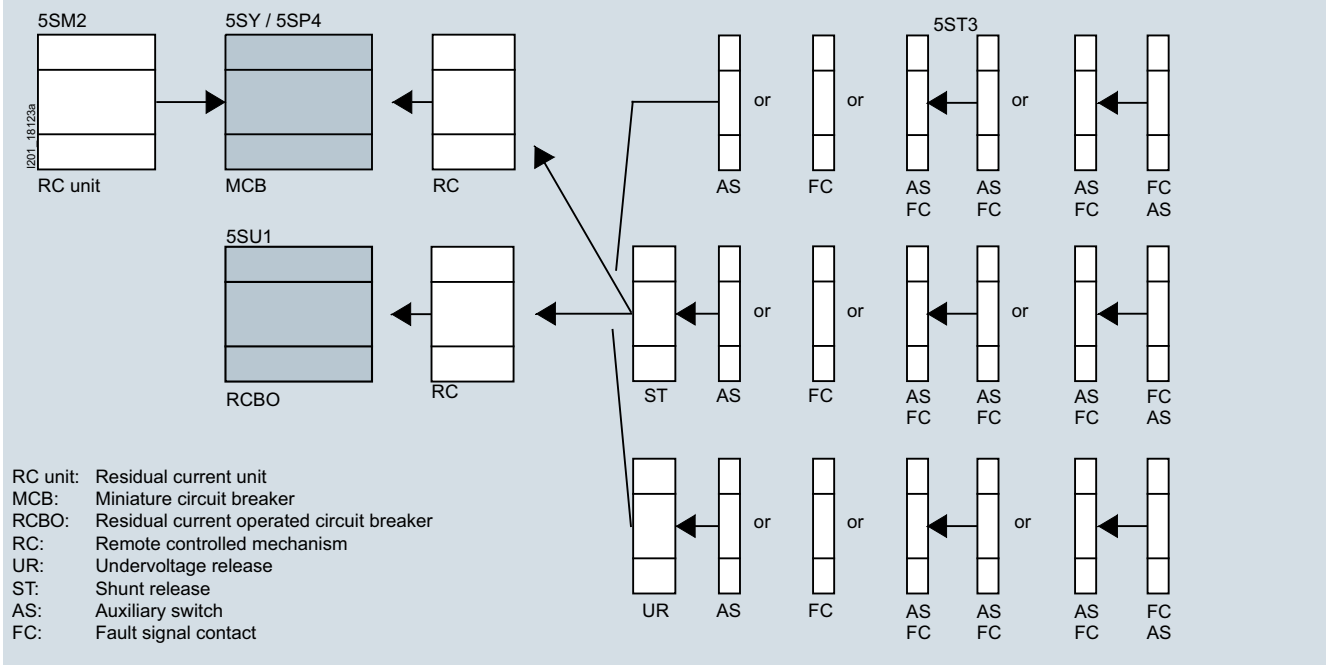 5SM2 5SY / 5SP4 5ST3
or or or
I201_18123a
RC unit MCB RC AS FC AS AS AS FC
FC FC FC AS
5SU1
or or or
RCBO RC ST AS FC AS AS AS FC
FC FC FC AS
RC unit: Residual current unit
MCB: Miniature circuit breaker
RCBO: Residual current operated circuit breaker
RC: Remote controlled mechanism
UR: Undervoltage release
ST: Shunt release
AS: Auxiliary switch
FC: Fault signal contact
or or or
UR AS FC AS AS AS FC
FC FC FC AS